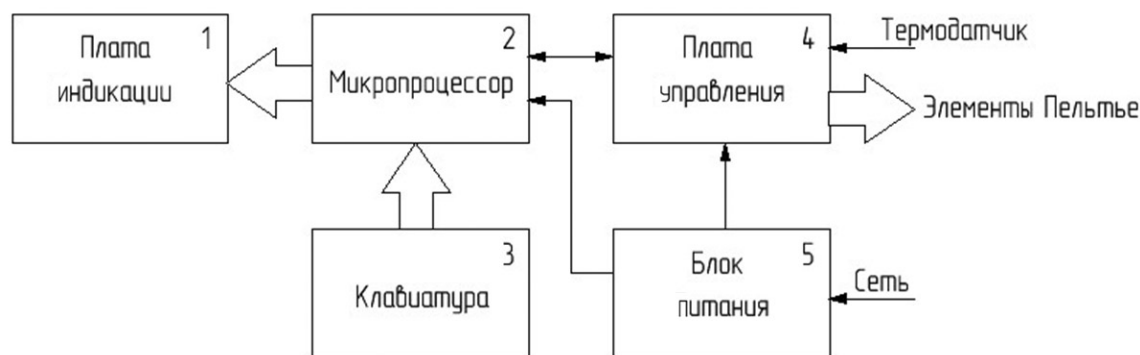 Плата 1
индикации
2
Микропроцессор
Плата 4
управления
Термодатчик
Элементы Пельтье
3
Клавиатура
Блок 5
питания
Сеть